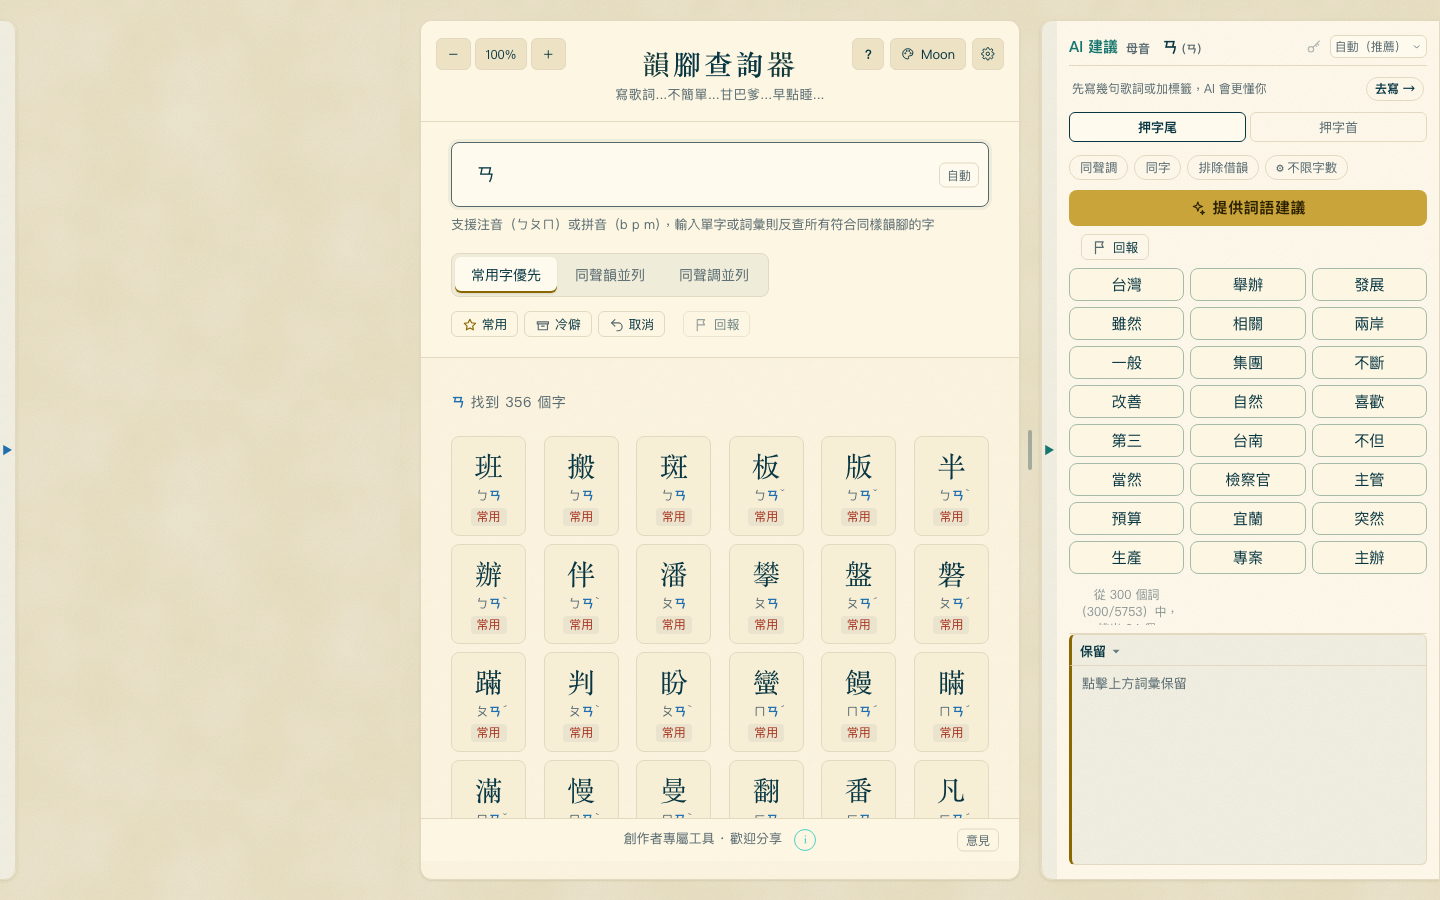 − 100% +
韻腳查詢器
? Moon
寫歌詞...不簡單...甘巴爹...早點睡...
ㄢ 自動
支援注音（ㄅㄆㄇ）或拼音（b p m)，輸入單字或詞彙則反查所有符合同樣韻腳的字
常用字優先 同聲韻並列 同聲調並列
常用 冷僻 取消 回報
ㄢ 找到 356 個字
班 搬 斑 板 版 半
ㄅㄢ ㄅㄢ ㄅㄢ ㄅㄢˇ ㄅㄢˇ ㄅㄢˋ
常用 常用 常用 常用 常用 常用
辦 伴 潘 攀 盤 磐
ㄅㄢˋ ㄅㄢˋ ㄆㄢ ㄆㄢ ㄆㄢˊ ㄆㄢˊ
常用 常用 常用 常用 常用 常用
蹣 判 盼 蠻 饅 瞞
ㄆㄢˊ ㄆㄢˋ ㄆㄢˋ ㄇㄢˊ ㄇㄢˊ ㄇㄢˊ
常用 常用 常用 常用 常用 常用
滿 慢 曼 翻 番 凡
創作者專屬工具 · 歡迎分享 i
意見
AI 建議 母音 ㄢ (ㄢ) 自動（推薦）
先寫幾句歌詞或加標籤，AI 會更懂你 去寫 →
押字尾 押字首
同聲調 同字 排除借韻 不限字數
提供詞語建議
回報
台灣 舉辦 發展
雖然 相關 兩岸
一般 集團 不斷
改善 自然 喜歡
第三 台南 不但
當然 檢察官 主管
預算 宜蘭 突然
生產 專案 主辦
從 300 個詞
(300/5753）中，
保留
點擊上方詞彙保留